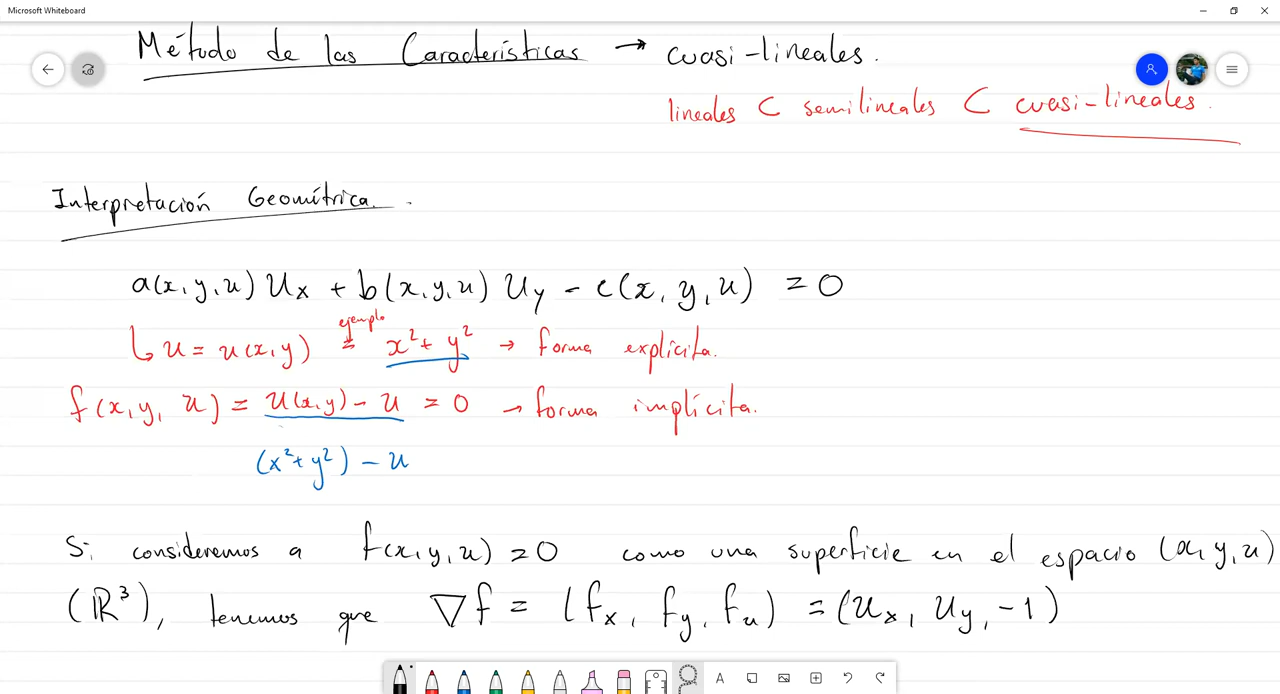 Microsoft Whiteboard
Método de las Características → cuasi-lineales.
lineales ⊂ semilineales ⊂ cuasi-lineales.
Interpretación Geométrica.
a(x,y,u) Ux + b(x,y,u) Uy - c(x,y,u) = 0
↳ u = u(x,y) = x²+y² → forma explícita.
ejemplo
f(x,y,u) = u(x,y) - u = 0 → forma implícita.
(x²+y²) - u
Si consideremos a f(x,y,u) = 0 como una superficie en el espacio (x,y,u)
(ℝ³), tenemos que ∇f = (fx, fy, fu) = (Ux, Uy, -1)
A